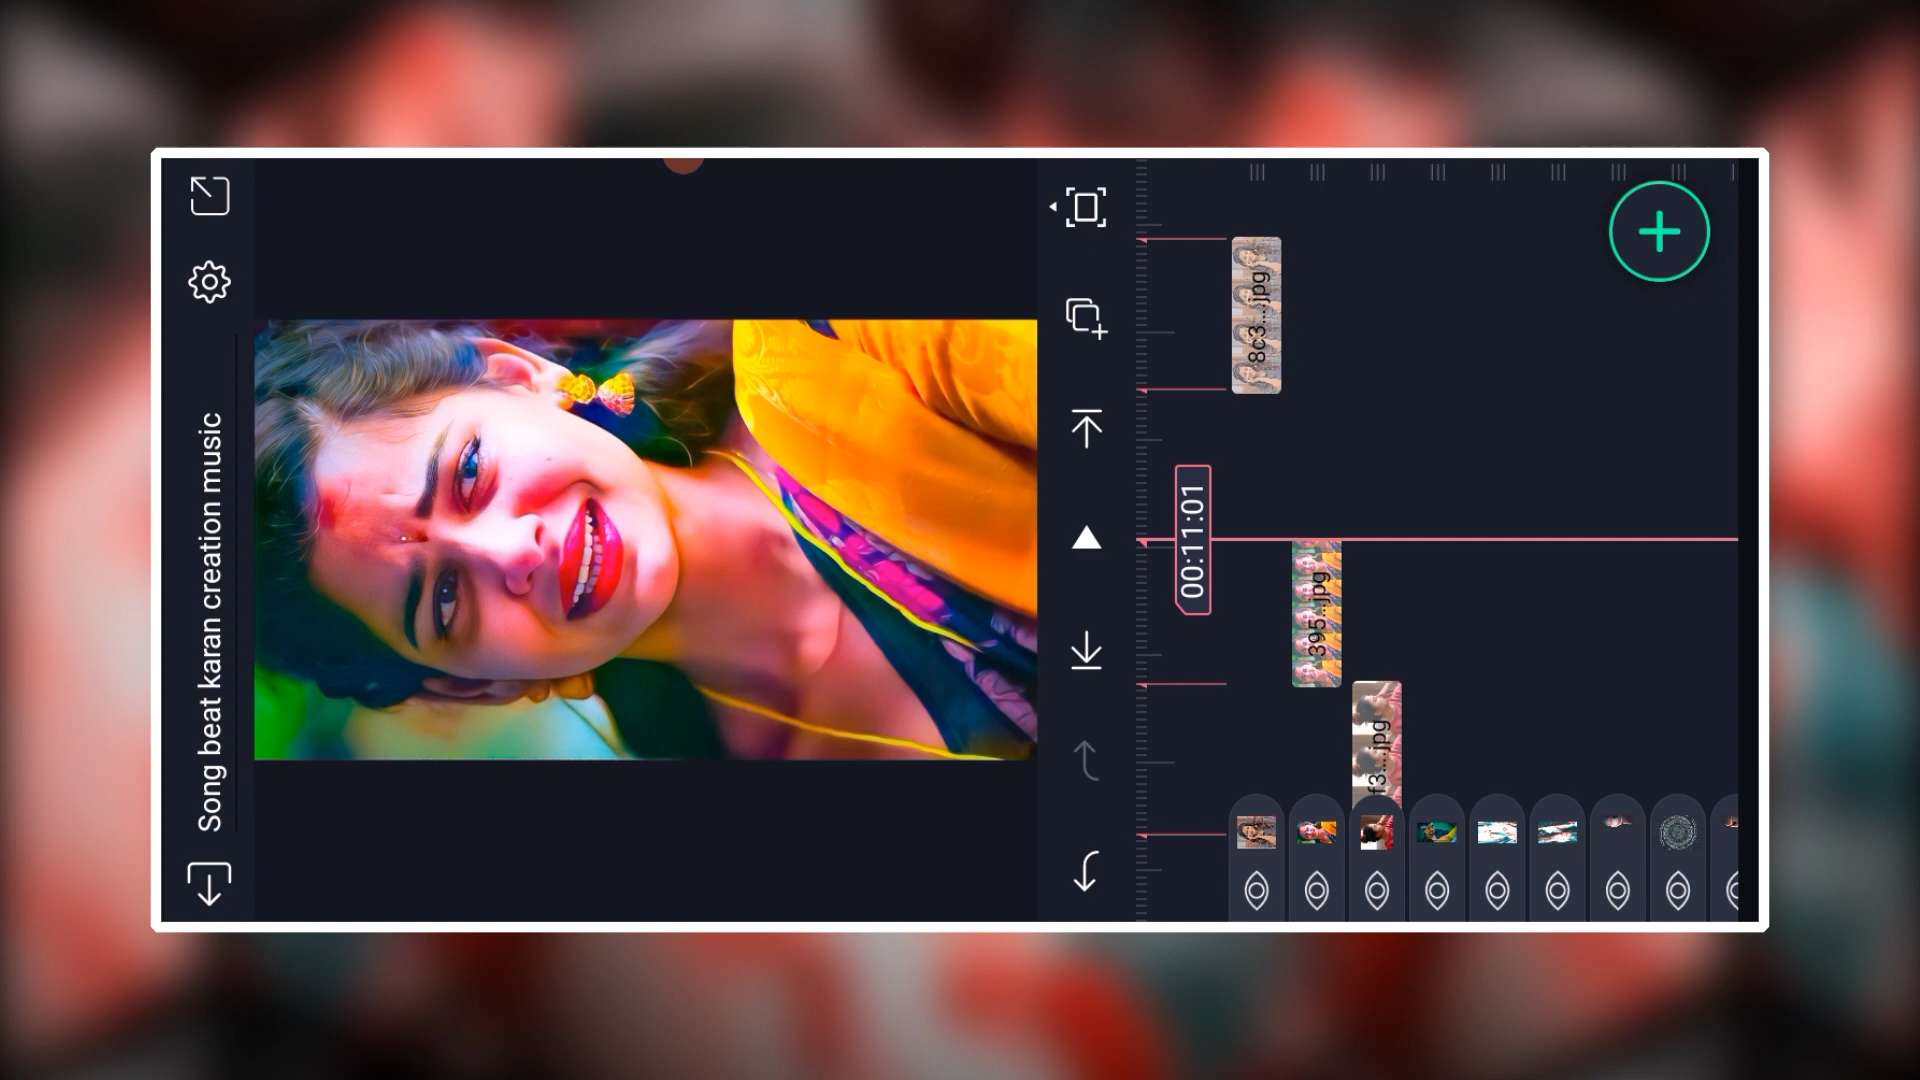 Song beat karan creation music
00:11:01
8c3...jpg
395...jpg
f3....jpg